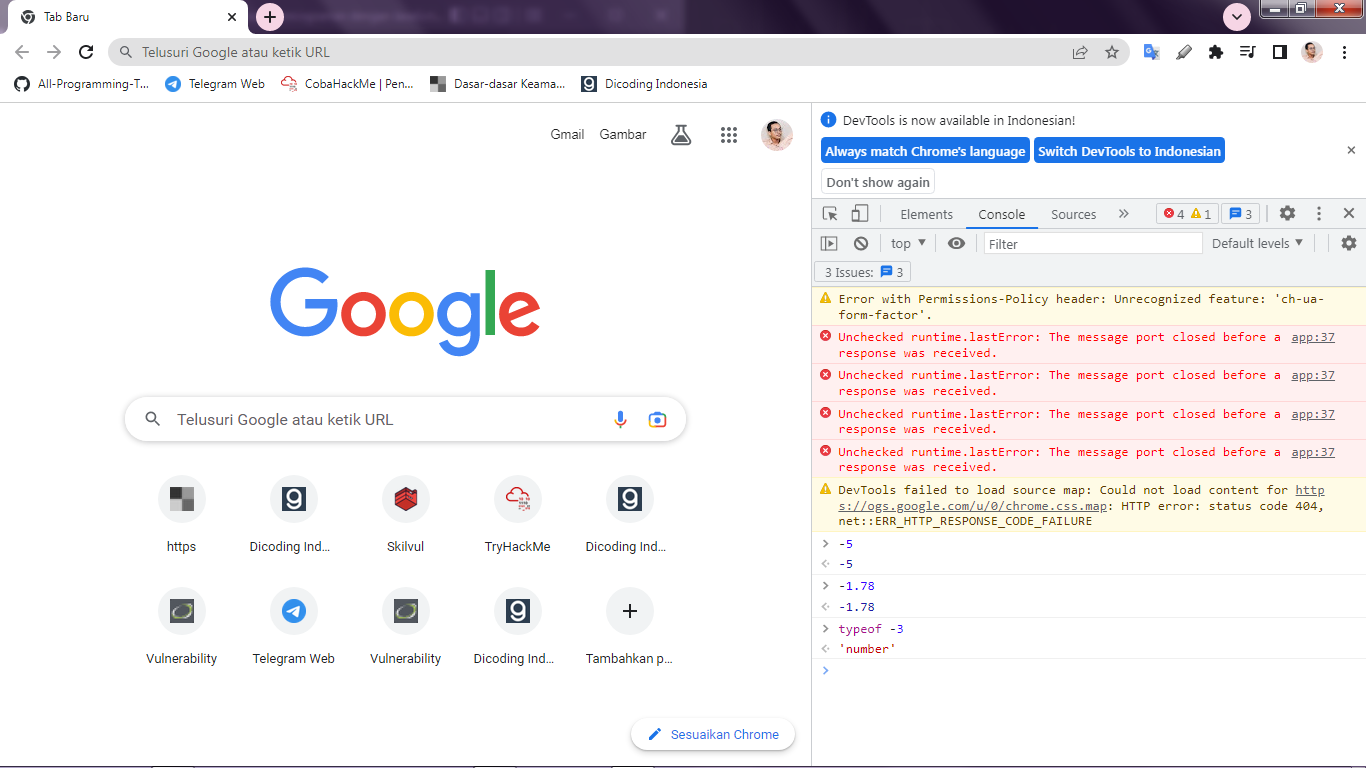 Tab Baru
Telusuri Google atau ketik URL
All-Programming-T...
Telegram Web
CobaHackMe | Pen...
Dasar-dasar Keama...
Dicoding Indonesia
Gmail
Gambar
Google
Telusuri Google atau ketik URL
https
Dicoding Ind...
Skilvul
TryHackMe
Dicoding Ind...
Vulnerability
Telegram Web
Vulnerability
Dicoding Ind...
Tambahkan p...
Sesuaikan Chrome
DevTools is now available in Indonesian!
Always match Chrome's language
Switch DevTools to Indonesian
Don't show again
Elements
Console
Sources
4
1
3
top
Filter
Default levels
3 Issues:
3
Error with Permissions-Policy header: Unrecognized feature: 'ch-ua-
form-factor'.
Unchecked runtime.lastError: The message port closed before a app:37
response was received.
Unchecked runtime.lastError: The message port closed before a app:37
response was received.
Unchecked runtime.lastError: The message port closed before a app:37
response was received.
Unchecked runtime.lastError: The message port closed before a app:37
response was received.
DevTools failed to load source map: Could not load content for http
s://ogs.google.com/u/0/chrome.css.map: HTTP error: status code 404,
net::ERR_HTTP_RESPONSE_CODE_FAILURE
-5
-5
-1.78
-1.78
typeof -3
'number'